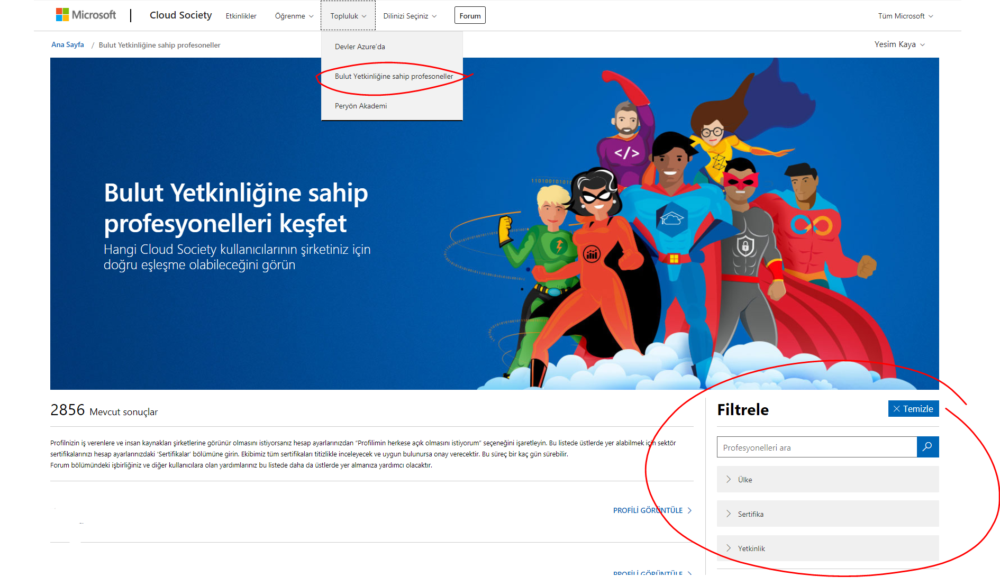 Microsoft
Cloud Society Etkinlikler Öğrenme Topluluk Dilinizi Seçiniz Forum Tüm Microsoft
Ana Sayfa / Bulut Yetkinliğine sahip profesoneller
Yesim Kaya
Devler Azure'da
Bulut Yetkinliğine sahip profesoneller
Peryön Akademi
</>
Bulut Yetkinliğine sahip
profesyonelleri keşfet
Hangi Cloud Society kullanıcılarının şirketiniz için
doğru eşleşme olabileceğini görün
2856 Mevcut sonuçlar
Profilnizin iş verenlere ve insan kaynakları şirketlerine görünür olmasını istiyorsanız hesap ayarlarınızdan “Profilimin herkese açık olmasını istiyorum” seçeneğini işaretleyin. Bu listede üstlerde yer alabilmek için sektör
sertifikalarınızı hesap ayarlarınızdaki ‘Sertifikalar’ bölümüne girin. Ekibimiz tüm sertifikaları titizlikle inceleyecek ve uygun bulunursa onay verecektir. Bu süreç bir kaç gün sürebilir.
Forum bölümündeki işbirliğiniz ve diğer kullanıcılara olan yardımlarınız bu listede daha da üstlerde yer almanıza yardımcı olacaktır.
PROFİLİ GÖRÜNTÜLE
PROFİLİ GÖRÜNTÜLE
Filtrele
Temizle
Profesyonelleri ara
Ülke
Sertifika
Yetkinlik